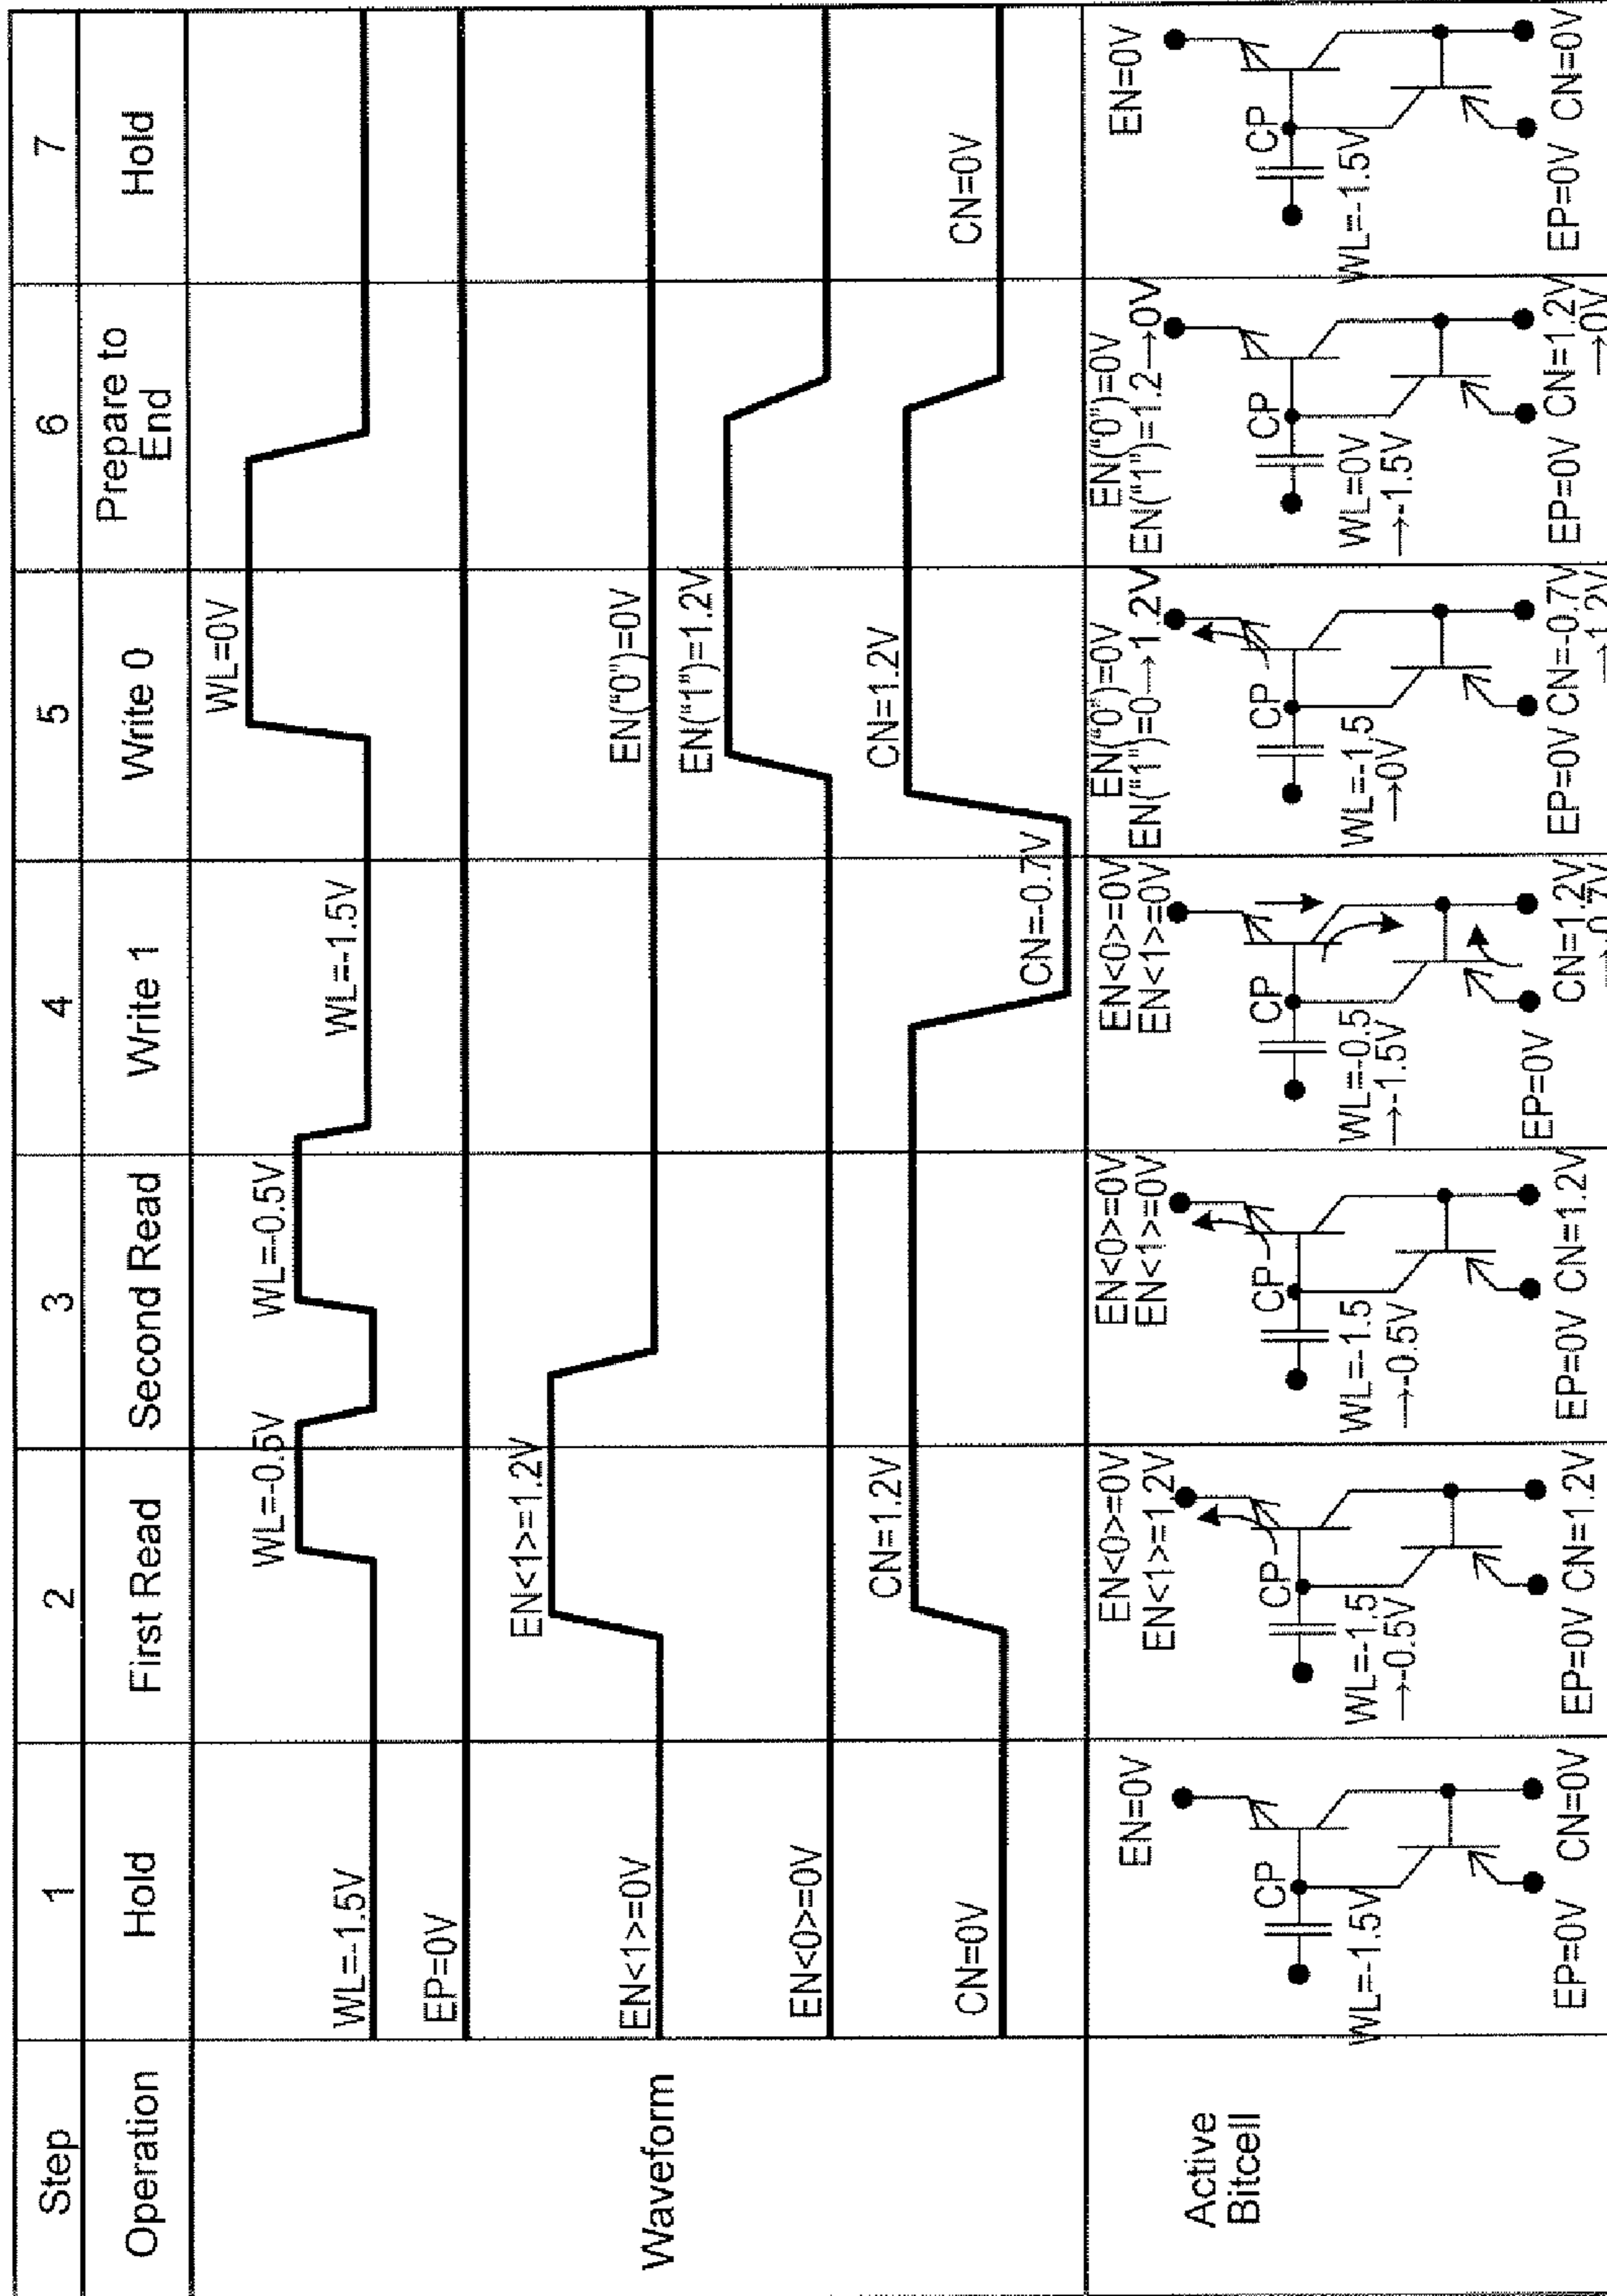 Step
1
2
3
4
5
6
7
Operation
Hold
First Read
Second Read
Write 1
Write 0
Prepare to
End
Hold
Waveform
WL=-1.5V
WL=-0.5V
WL=-0.5V
WL=-1.5V
WL=0V
EP=0V
EN<1>=0V
EN<1>=1.2V
EN("0")=0V
EN<0>=0V
EN("1")=1.2V
CN=0V
CN=1.2V
CN=-0.7V
CN=1.2V
CN=0V
Active
Bitcell
EN=0V
CP
WL=-1.5V
EP=0V CN=0V
EN<0>=0V
EN<1>=1.2V
CP
WL=-1.5
→-0.5V
EP=0V CN=1.2V
EN<0>=0V
EN<1>=0V
CP
WL=-1.5
→-0.5V
EP=0V CN=1.2V
EN<0>=0V
EN<1>=0V
CP
WL=-0.5
→-1.5V
EP=0V
CN=1.2V
→-0.7V
EN("0")=0V
EN("1")=0→1.2V
CP
WL=-1.5
→0V
EP=0V CN=-0.7V
→1.2V
EN("0")=0V
EN("1")=1.2→0V
CP
WL=0V
→-1.5V
EP=0V CN=1.2V
→0V
EN=0V
CP
WL=-1.5V
EP=0V CN=0V